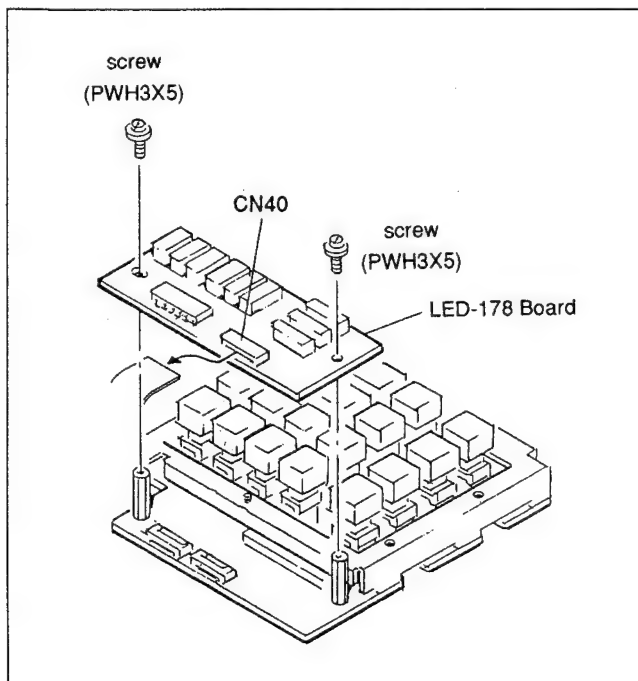 screw
(PWH3X5)
CN40
screw
(PWH3X5)
LED-178 Board